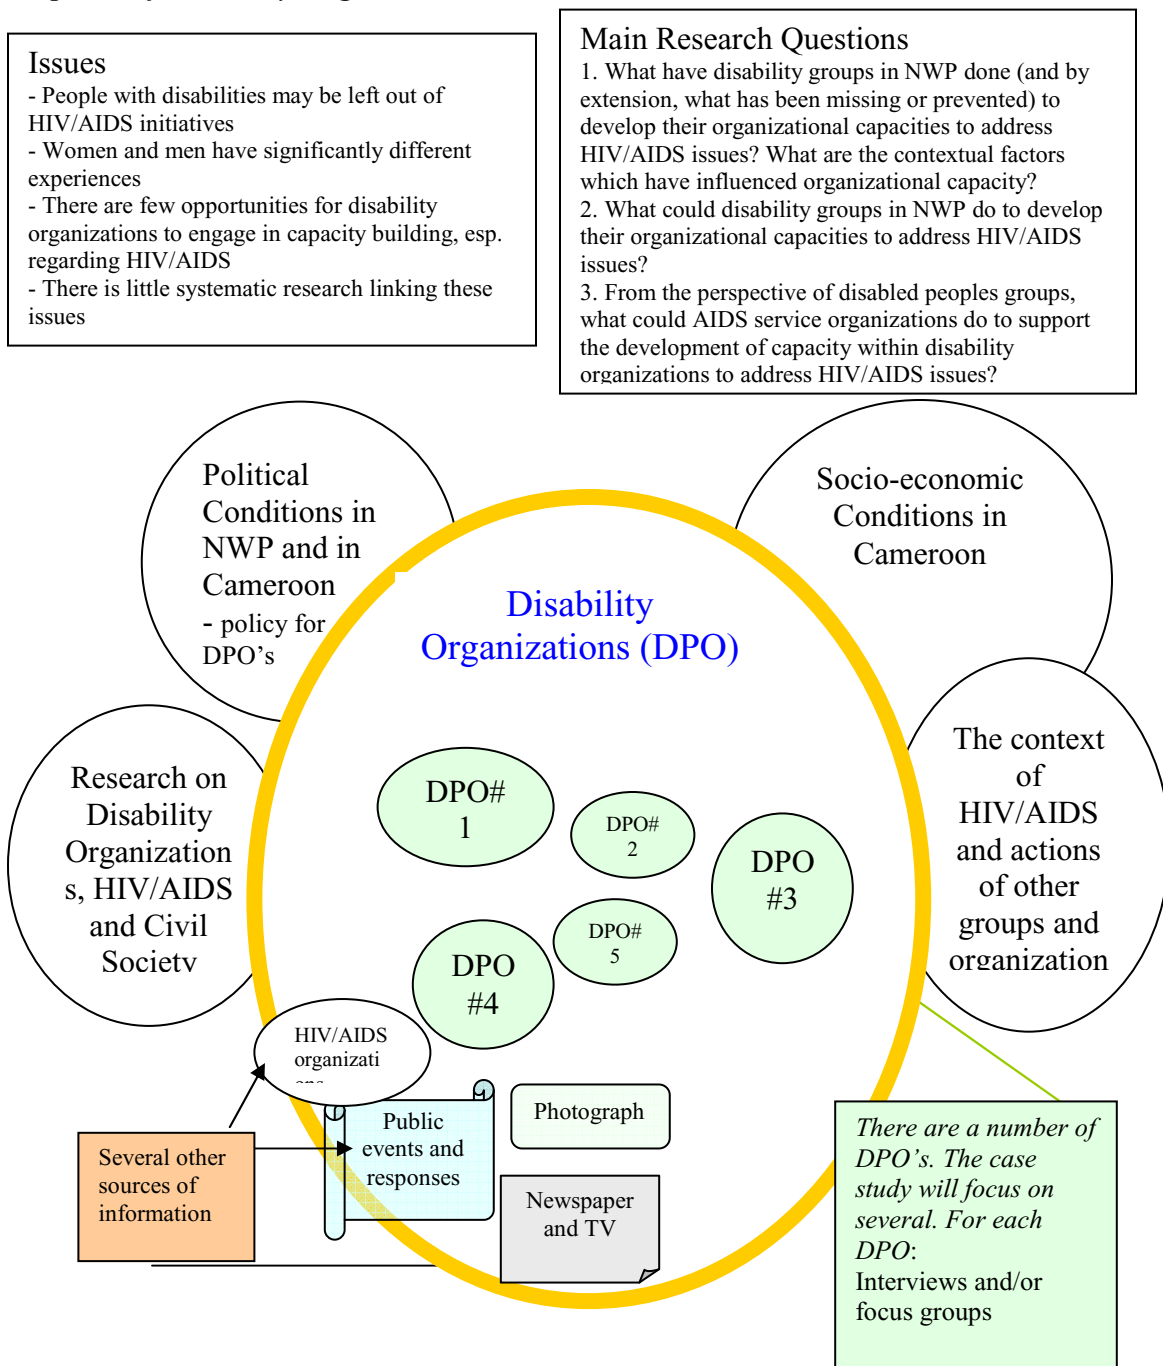 Issues
- People with disabilities may be left out of
HIV/AIDS initiatives
- Women and men have significantly different
experiences
- There are few opportunities for disability
organizations to engage in capacity building, esp.
regarding HIV/AIDS
- There is little systematic research linking these
issues
Main Research Questions
1. What have disability groups in NWP done (and by
extension, what has been missing or prevented) to
develop their organizational capacities to address
HIV/AIDS issues? What are the contextual factors
which have influenced organizational capacity?
2. What could disability groups in NWP do to develop
their organizational capacities to address HIV/AIDS
issues?
3. From the perspective of disabled peoples groups,
what could AIDS service organizations do to support
the development of capacity within disability
organizations to address HIV/AIDS issues?
Political
Conditions in
NWP and in
Cameroon
- policy for
DPO's
Socio-economic
Conditions in
Cameroon
Disability
Organizations (DPO)
Research on
Disability
Organization
s, HIV/AIDS
and Civil
Society
The context
of
HIV/AIDS
and actions
of other
groups and
organization
DPO#
1
DPO#
2
DPO
#3
DPO
#4
DPO#
5
HIV/AIDS
organizati
ons
Public
events and
responses
Photograph
Several other
sources of
information
Newspaper
and TV
There are a number of
DPO's. The case
study will focus on
several. For each
DPO:
Interviews and/or
focus groups